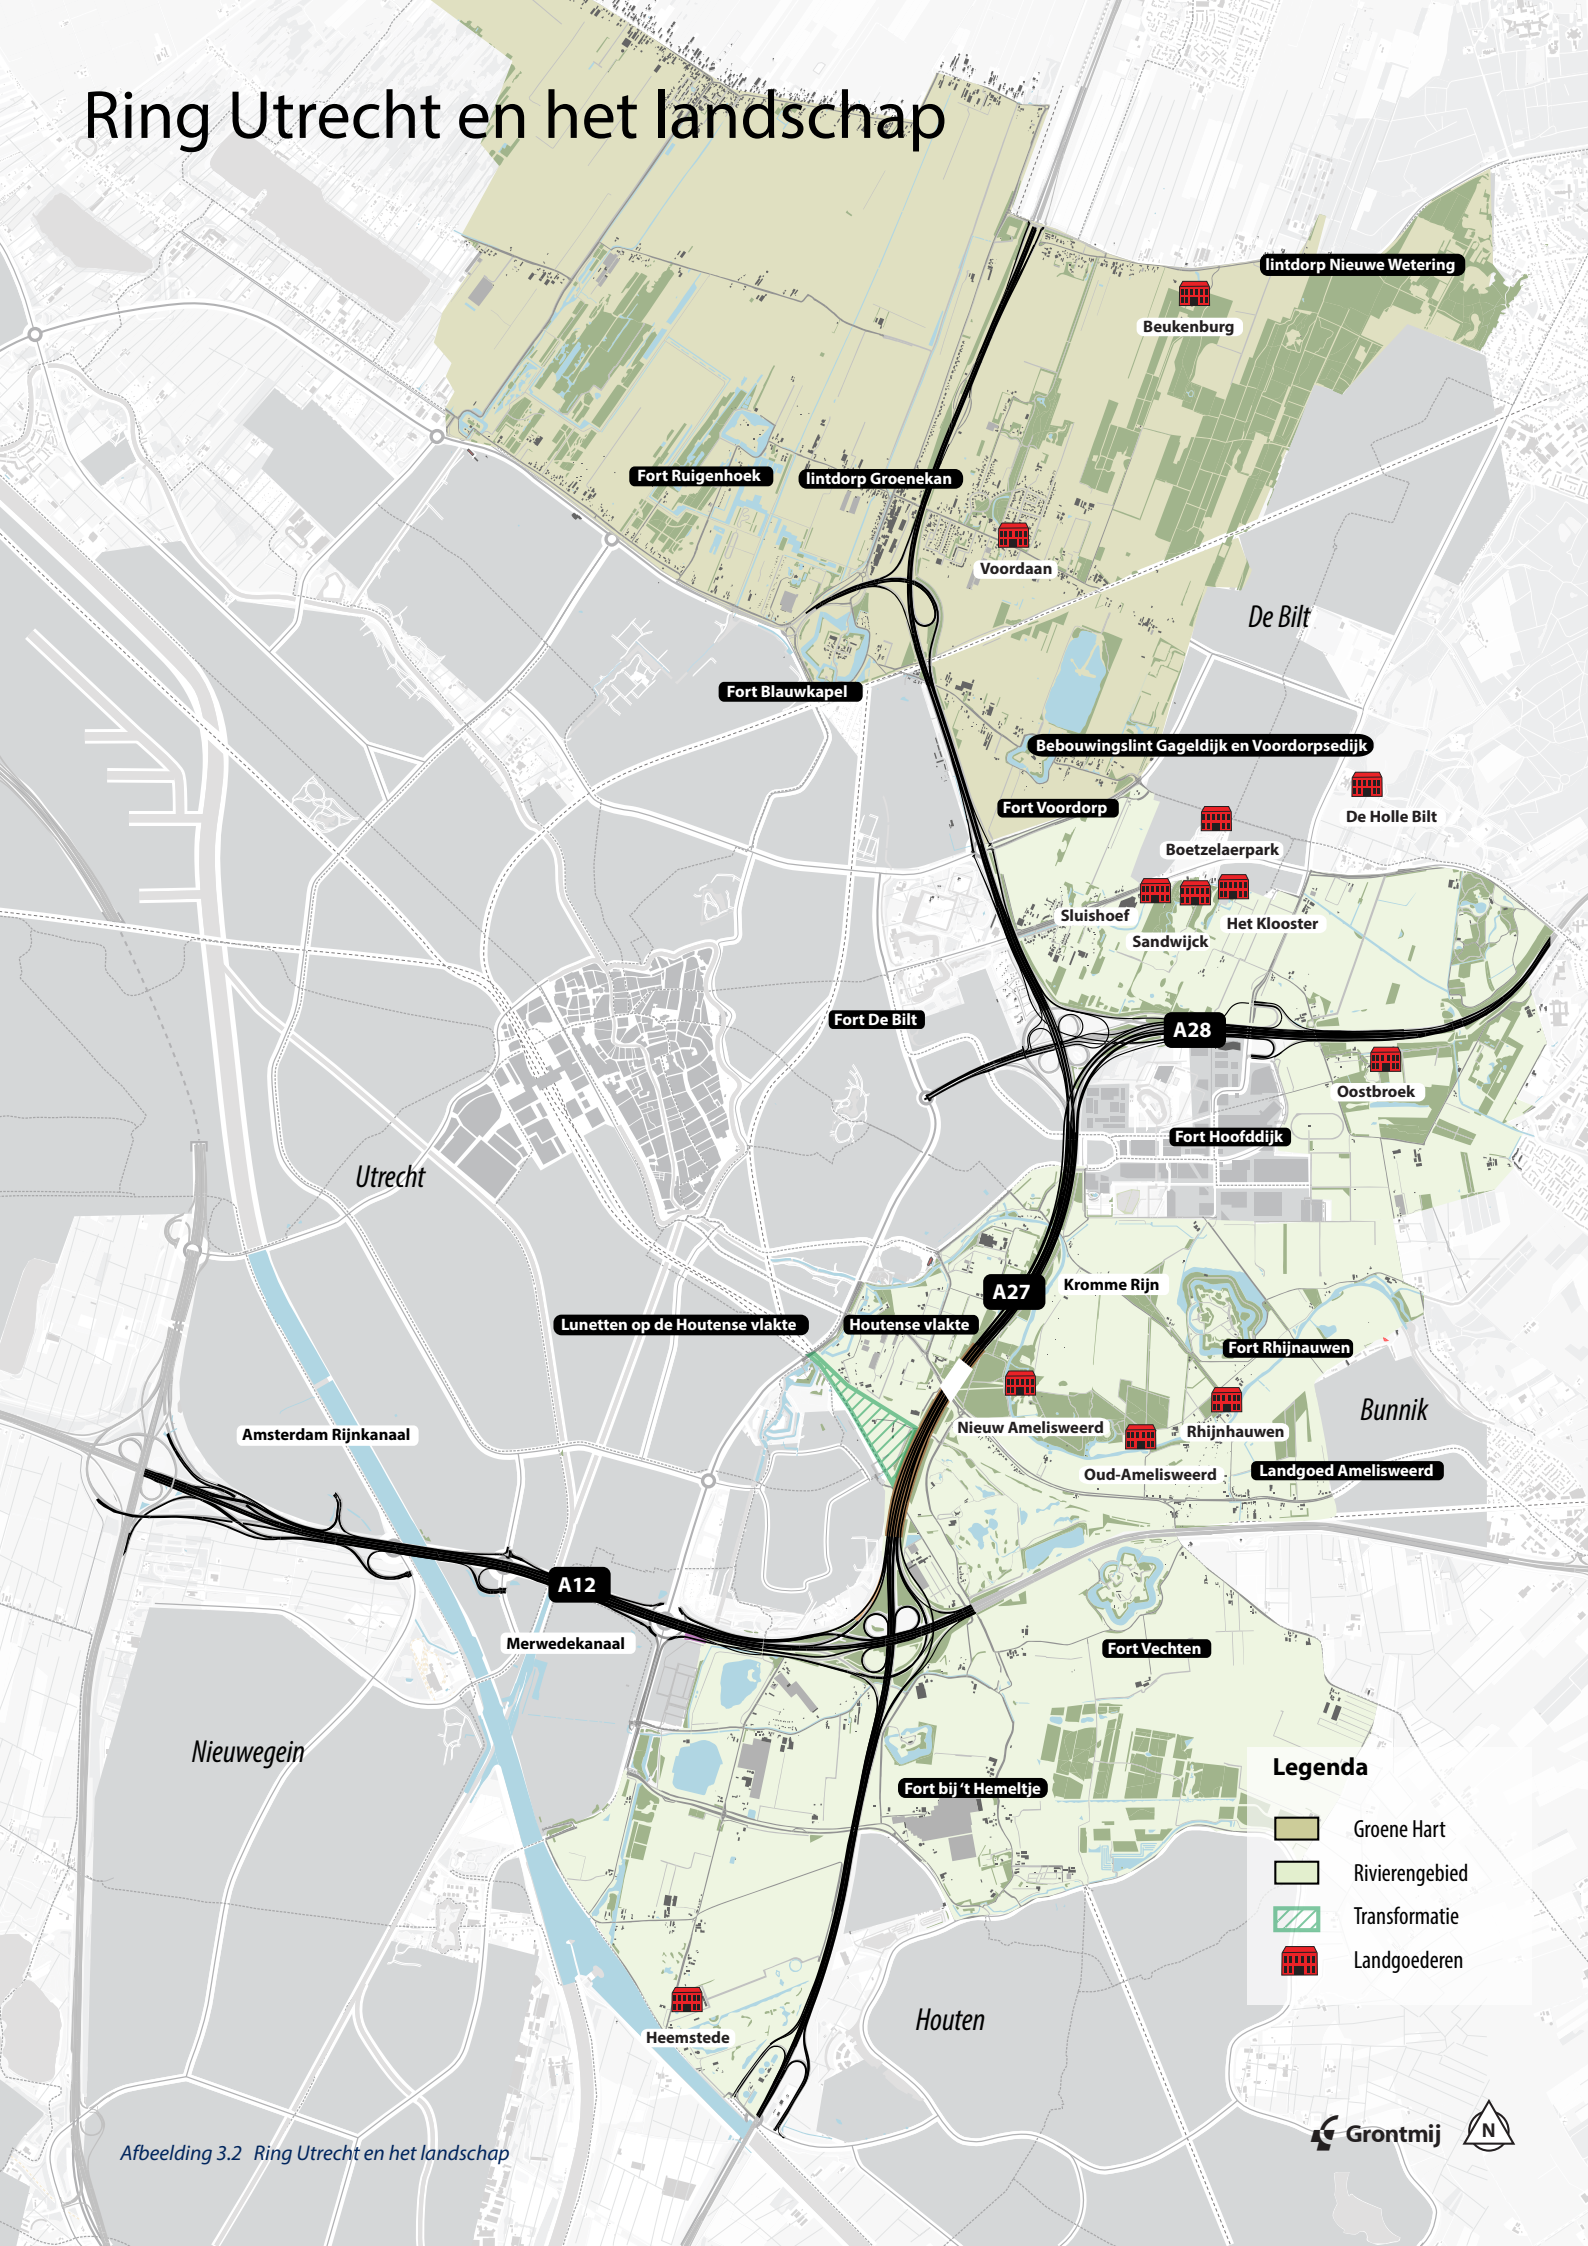 Ring Utrecht en het landschap
lintdorp Nieuwe Wetering
Beukenburg
Fort Ruigenhoek
lintdorp Groenekan
Voordaan
De Bilt
Fort Blauwkapel
Bebouwingslint Gageldijk en Voordorpsedijk
Fort Voordorp
De Holle Bilt
Boetzelaerpark
Sluishoef
Het Klooster
Sandwijck
Fort De Bilt
A28
Oostbroek
Fort Hoofddijk
Utrecht
Kromme Rijn
A27
Lunetten op de Houtense vlakte
Houtense vlakte
Fort Rhijnauwen
Bunnik
Nieuw Amelisweerd
Rhijnhauwen
Amsterdam Rijnkanaal
Oud-Amelisweerd
Landgoed Amelisweerd
A12
Merwedekanaal
Fort Vechten
Nieuwegein
Fort bij ‘t Hemeltje
Legenda
Groene Hart
Rivierengebied
Transformatie
Landgoederen
Houten
Heemstede
Grontmij
N
Afbeelding 3.2 Ring Utrecht en het landschap